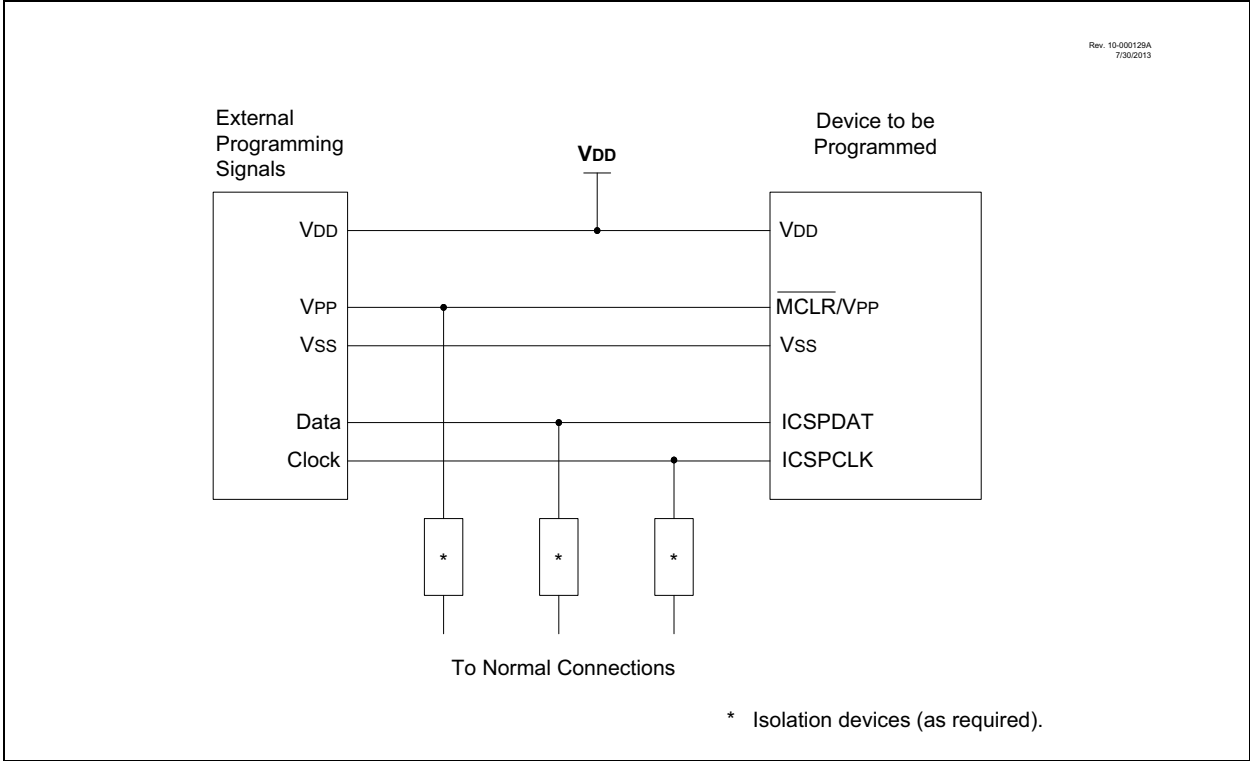 Rev. 10-000129A
7/30/2013
External
Programming
Signals
VDD
Device to be
Programmed
VDD
VDD
VPP
MCLR/VPP
VSS
VSS
Data
ICSPDAT
Clock
ICSPCLK
*
*
*
To Normal Connections
* Isolation devices (as required).